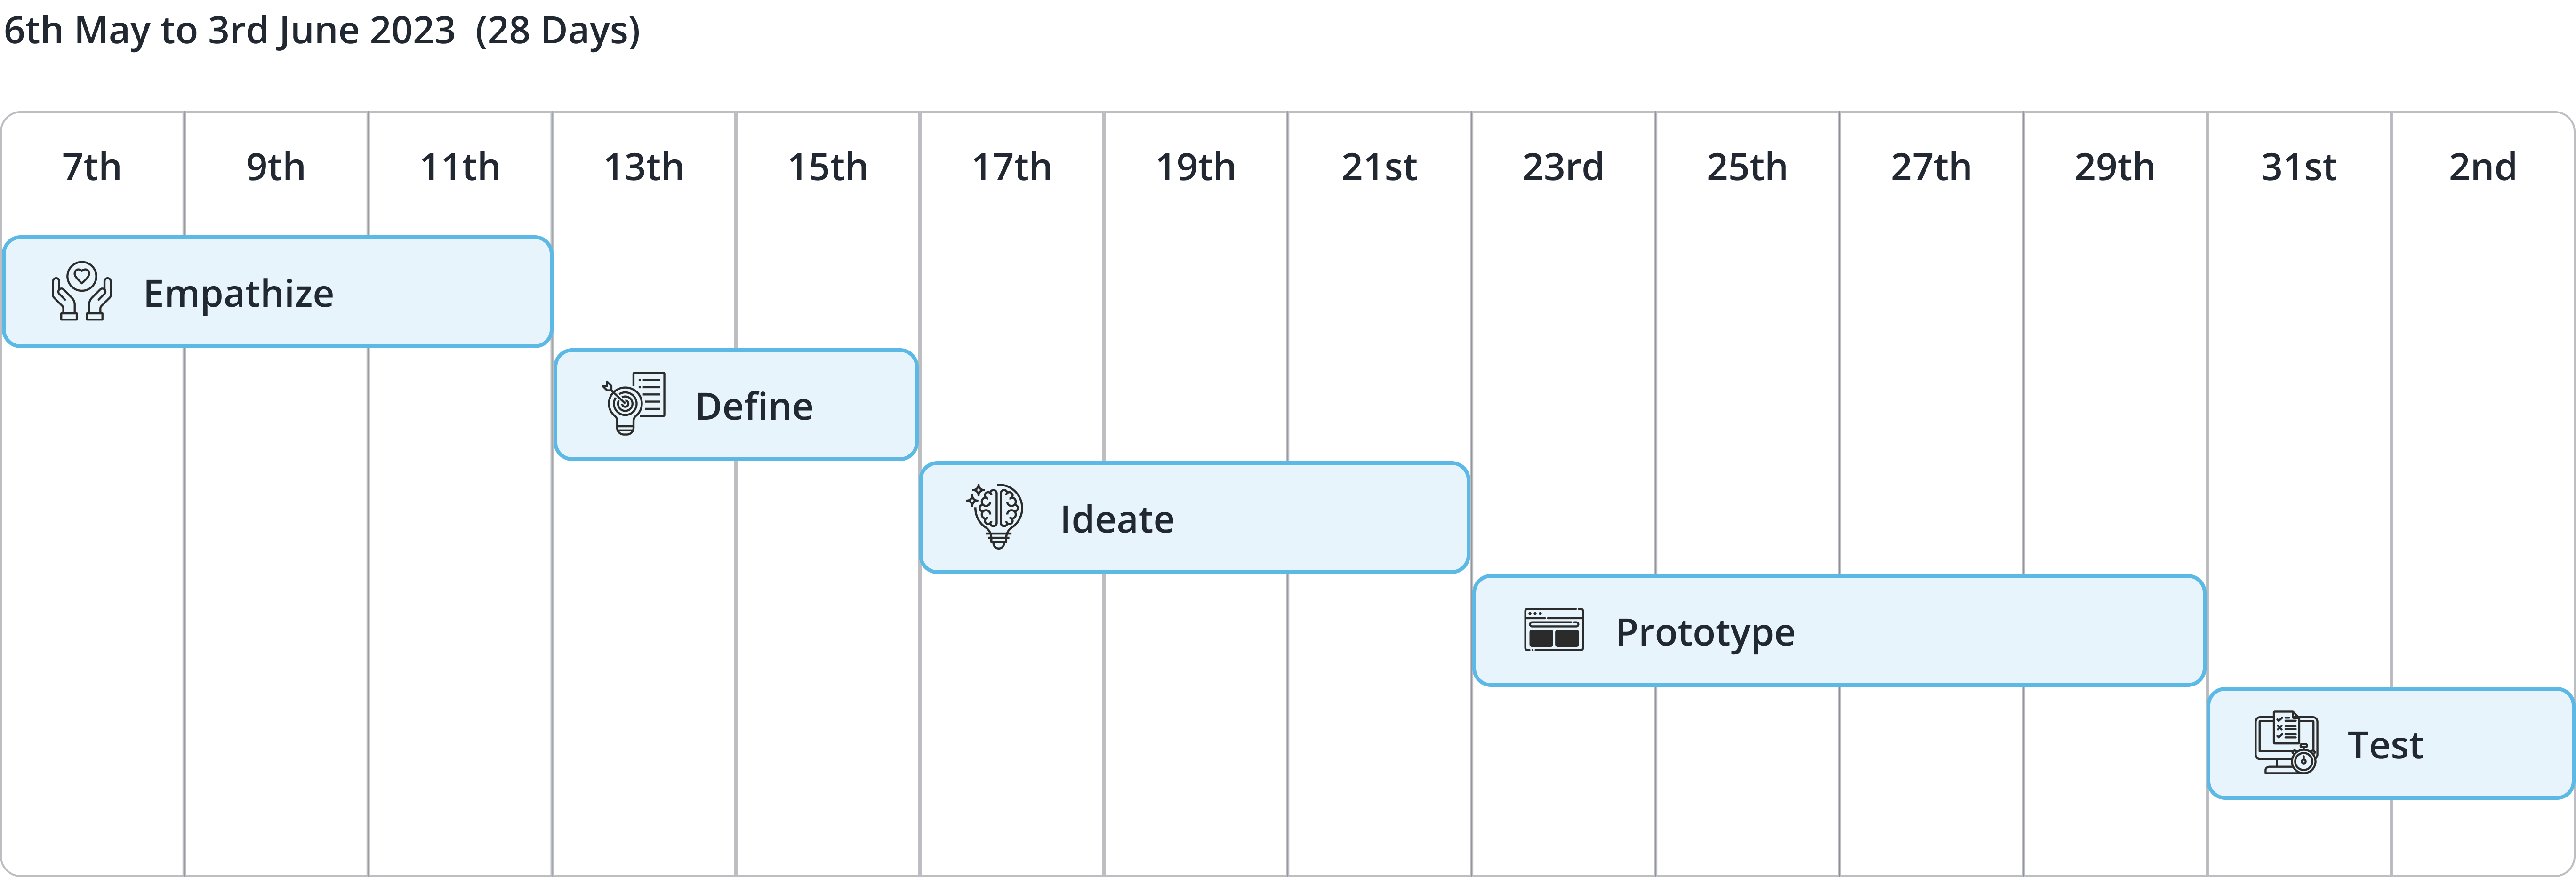 6th May to 3rd June 2023 (28 Days)
7th 9th 11th 13th 15th 17th 19th 21st 23rd 25th 27th 29th 31st 2nd
Empathize
Define
Ideate
Prototype
Test